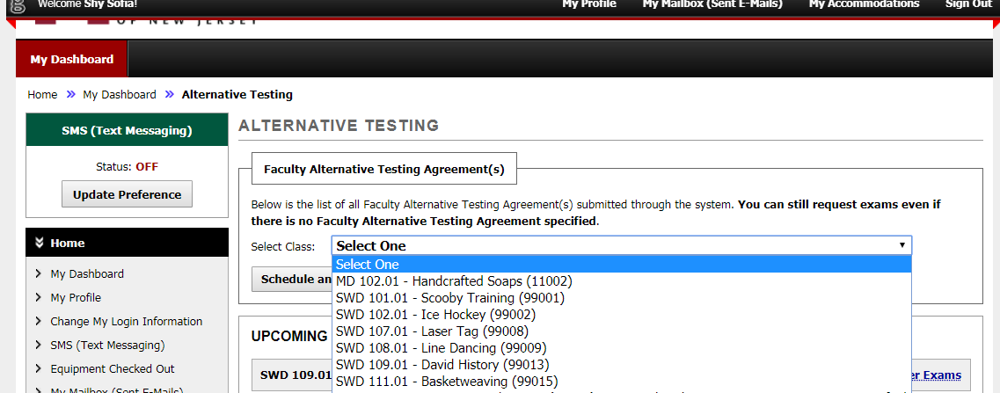 Welcome Shy Sofia!
My Profile
My Mailbox (Sent E-Mails)
My Accommodations
Sign Out
OF NEW JERSEY
My Dashboard
Home » My Dashboard » Alternative Testing
SMS (Text Messaging)
Status: OFF
Update Preference
Home
My Dashboard
My Profile
Change My Login Information
SMS (Text Messaging)
Equipment Checked Out
My Mailbox (Sent E-Mails)
ALTERNATIVE TESTING
Faculty Alternative Testing Agreement(s)
Below is the list of all Faculty Alternative Testing Agreement(s) submitted through the system. You can still request exams even if
there is no Faculty Alternative Testing Agreement specified.
Select Class:
Select One
Select One
MD 102.01 - Handcrafted Soaps (11002)
SWD 101.01 - Scooby Training (99001)
SWD 102.01 - Ice Hockey (99002)
SWD 107.01 - Laser Tag (99008)
SWD 108.01 - Line Dancing (99009)
SWD 109.01 - David History (99013)
SWD 111.01 - Basketweaving (99015)
Schedule an
UPCOMING
SWD 109.01
er Exams